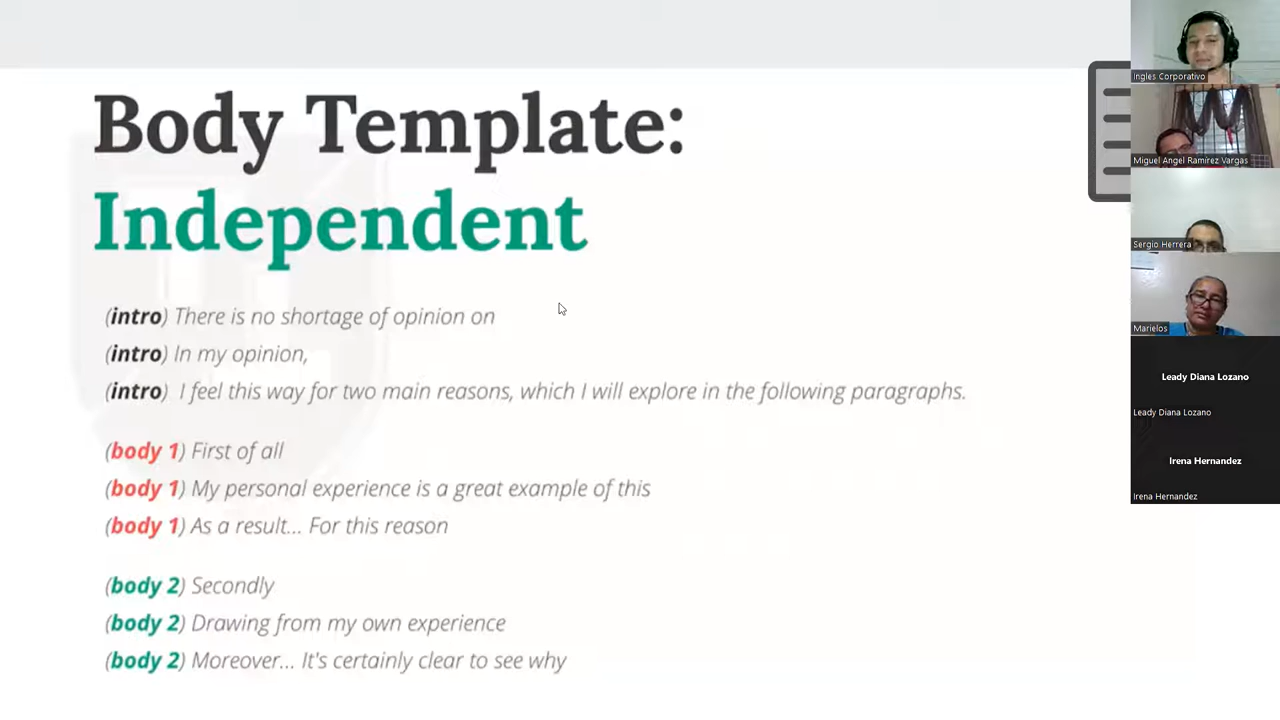 Body Template:
Independent
(intro) There is no shortage of opinion on
(intro) In my opinion,
(intro) I feel this way for two main reasons, which I will explore in the following paragraphs.
(body 1) First of all
(body 1) My personal experience is a great example of this
(body 1) As a result... For this reason
(body 2) Secondly
(body 2) Drawing from my own experience
(body 2) Moreover... It's certainly clear to see why
Ingles Corporativo
Miguel Angel Ramírez Vargas
Sergio Herrera
Marielos
Leady Diana Lozano
Leady Diana Lozano
Irena Hernandez
Irena Hernandez